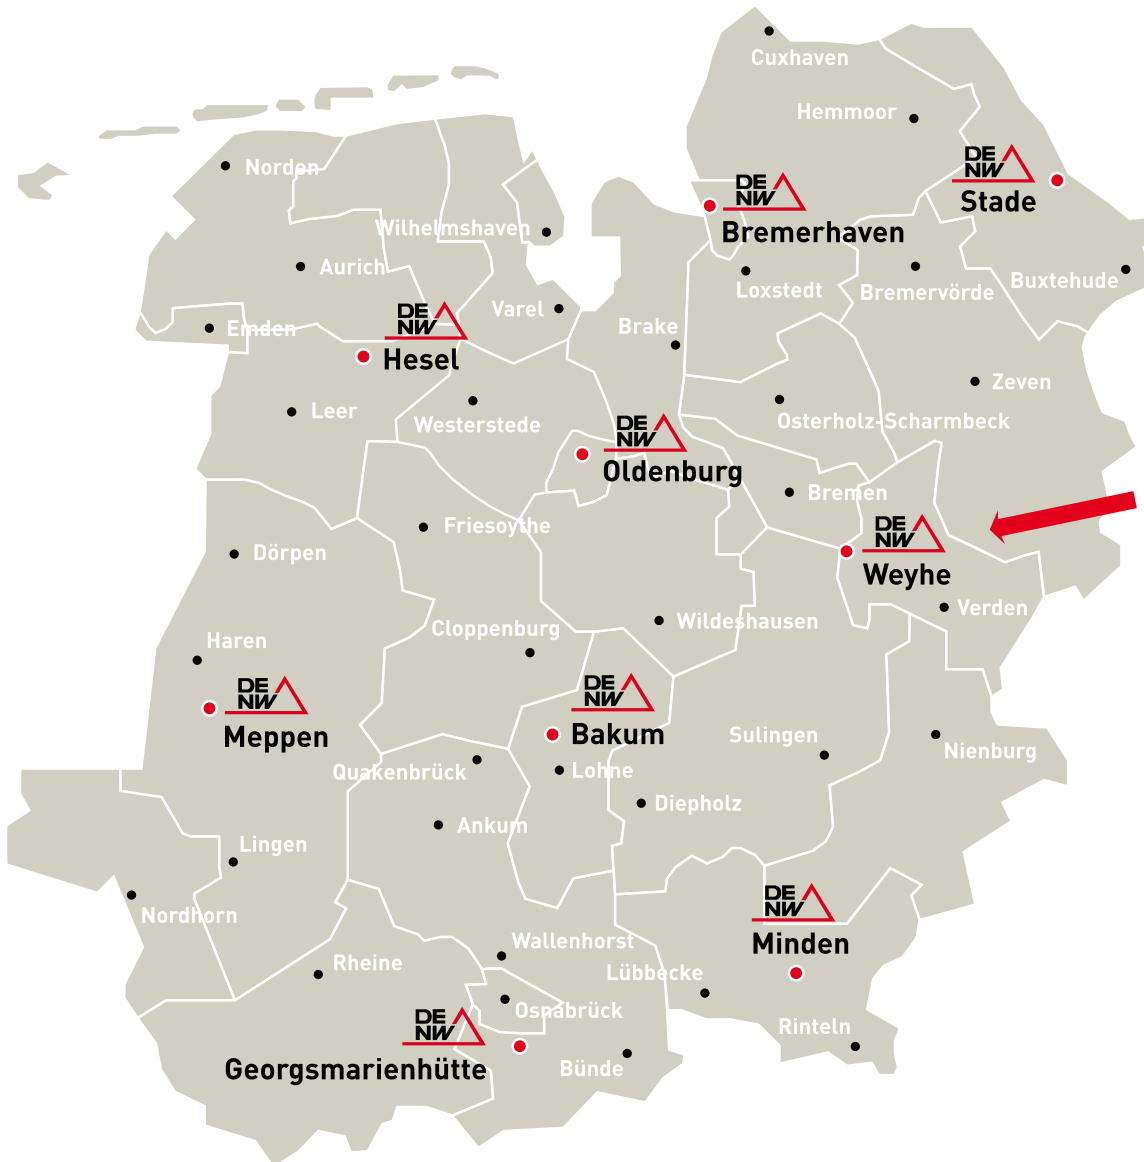 Cuxhaven
Hemmoor
DE
NW
Stade
Norden
DE
NW
Bremerhaven
Wilhelmshaven
Aurich
Loxstedt
Bremervörde
Buxtehude
Varel
DE
NW
Emden
Brake
Hesel
Zeven
Leer
Westerstede
Osterholz-Scharmbeck
DE
NW
Oldenburg
Bremen
Friesoythe
DE
NW
Dörpen
Weyhe
Verden
Wildeshausen
Cloppenburg
Haren
DE
NW
DE
NW
Meppen
Bakum
Sulingen
Nienburg
Quakenbrück
Lohne
Diepholz
Ankum
Lingen
DE
NW
Nordhorn
Wallenhorst
Minden
Rheine
Lübbecke
Osnabrück
DE
NW
Rinteln
Georgsmarienhütte
Bünde